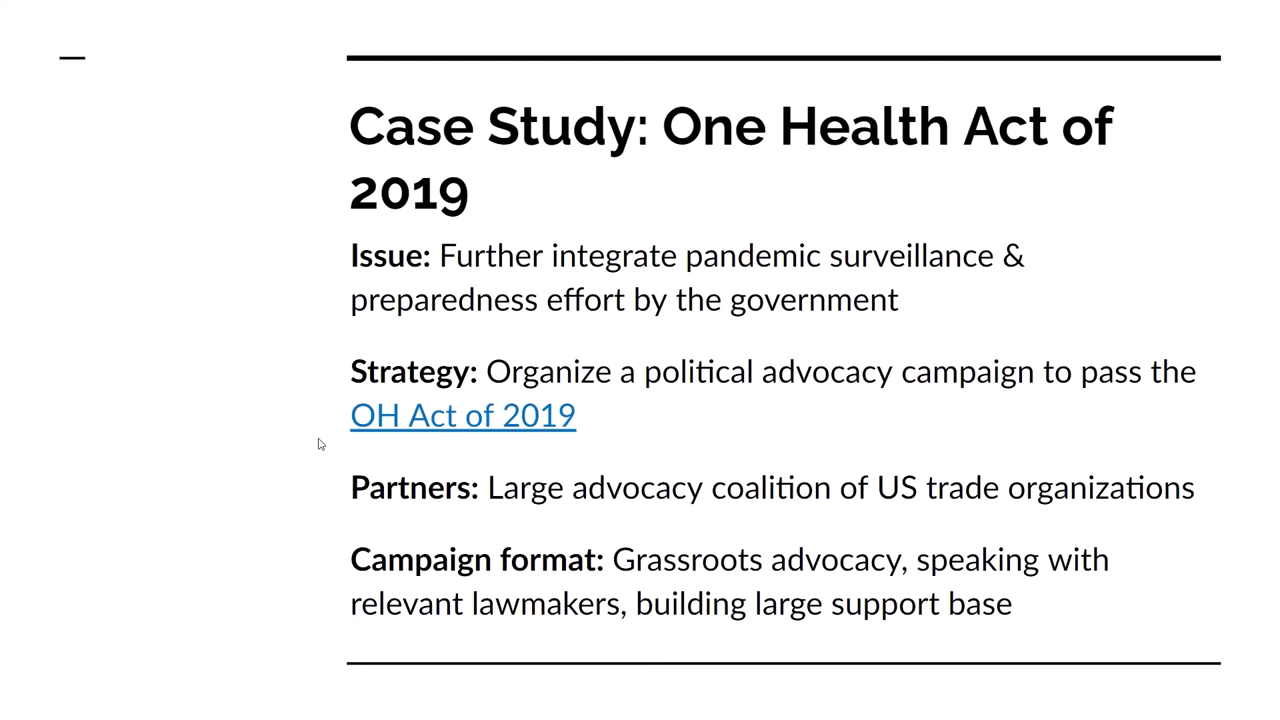 Case Study: One Health Act of
2019
Issue: Further integrate pandemic surveillance &
preparedness effort by the government
Strategy: Organize a political advocacy campaign to pass the
OH Act of 2019
Partners: Large advocacy coalition of US trade organizations
Campaign format: Grassroots advocacy, speaking with
relevant lawmakers, building large support base